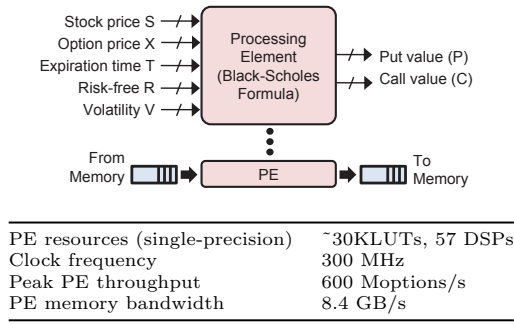 Stock price S
Option price X
Expiration time T
Risk-free R
Volatility V
Processing
Element
(Black-Scholes
Formula)
Put value (P)
Call value (C)
From
Memory
PE
To
Memory
PE resources (single-precision) ~30KLUTs, 57 DSPs
Clock frequency 300 MHz
Peak PE throughput 600 Moptions/s
PE memory bandwidth 8.4 GB/s